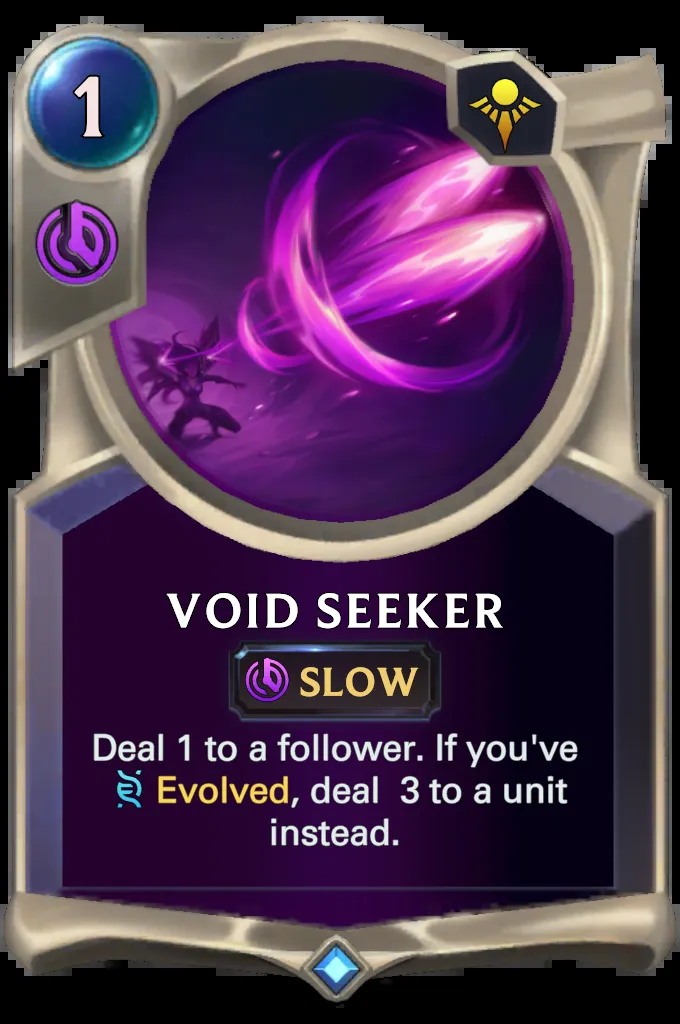 1
VOID SEEKER
SLOW
Deal 1 to a follower. If you've
Evolved, deal 3 to a unit
instead.